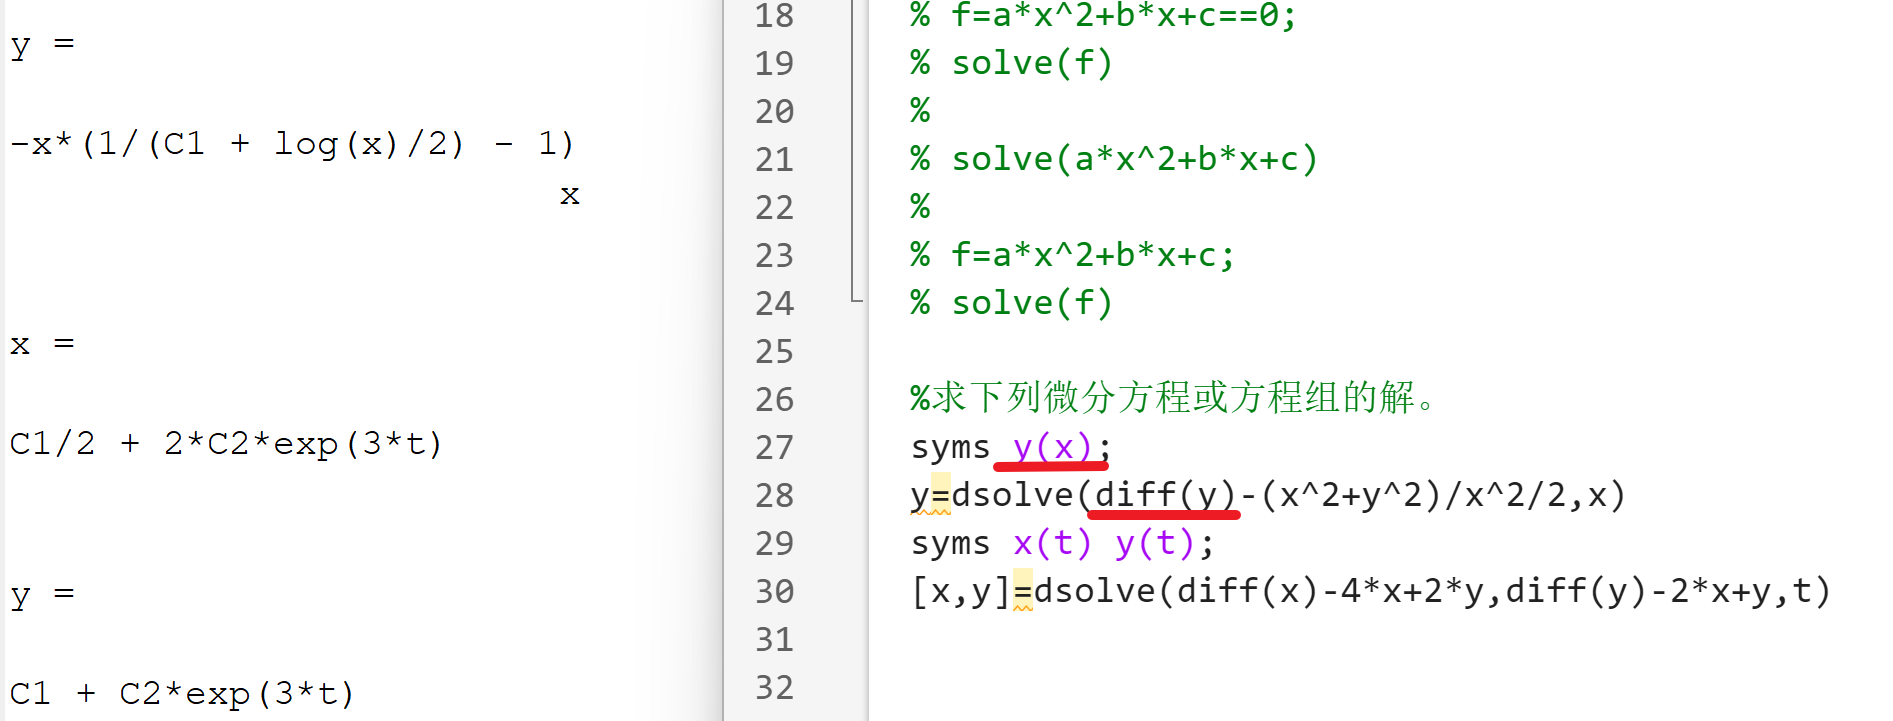 y =
-x*(1/(C1 + log(x)/2) - 1)
x
x =
C1/2 + 2*C2*exp(3*t)
y =
C1 + C2*exp(3*t)
18 % f=a*x^2+b*x+c==0;
19 % solve(f)
20 %
21 % solve(a*x^2+b*x+c)
22 %
23 % f=a*x^2+b*x+c;
24 % solve(f)
25
26 %求下列微分方程或方程组的解。
27 syms y(x);
28 y=dsolve(diff(y)-(x^2+y^2)/x^2/2,x)
29 syms x(t) y(t);
30 [x,y]=dsolve(diff(x)-4*x+2*y,diff(y)-2*x+y,t)
31
32